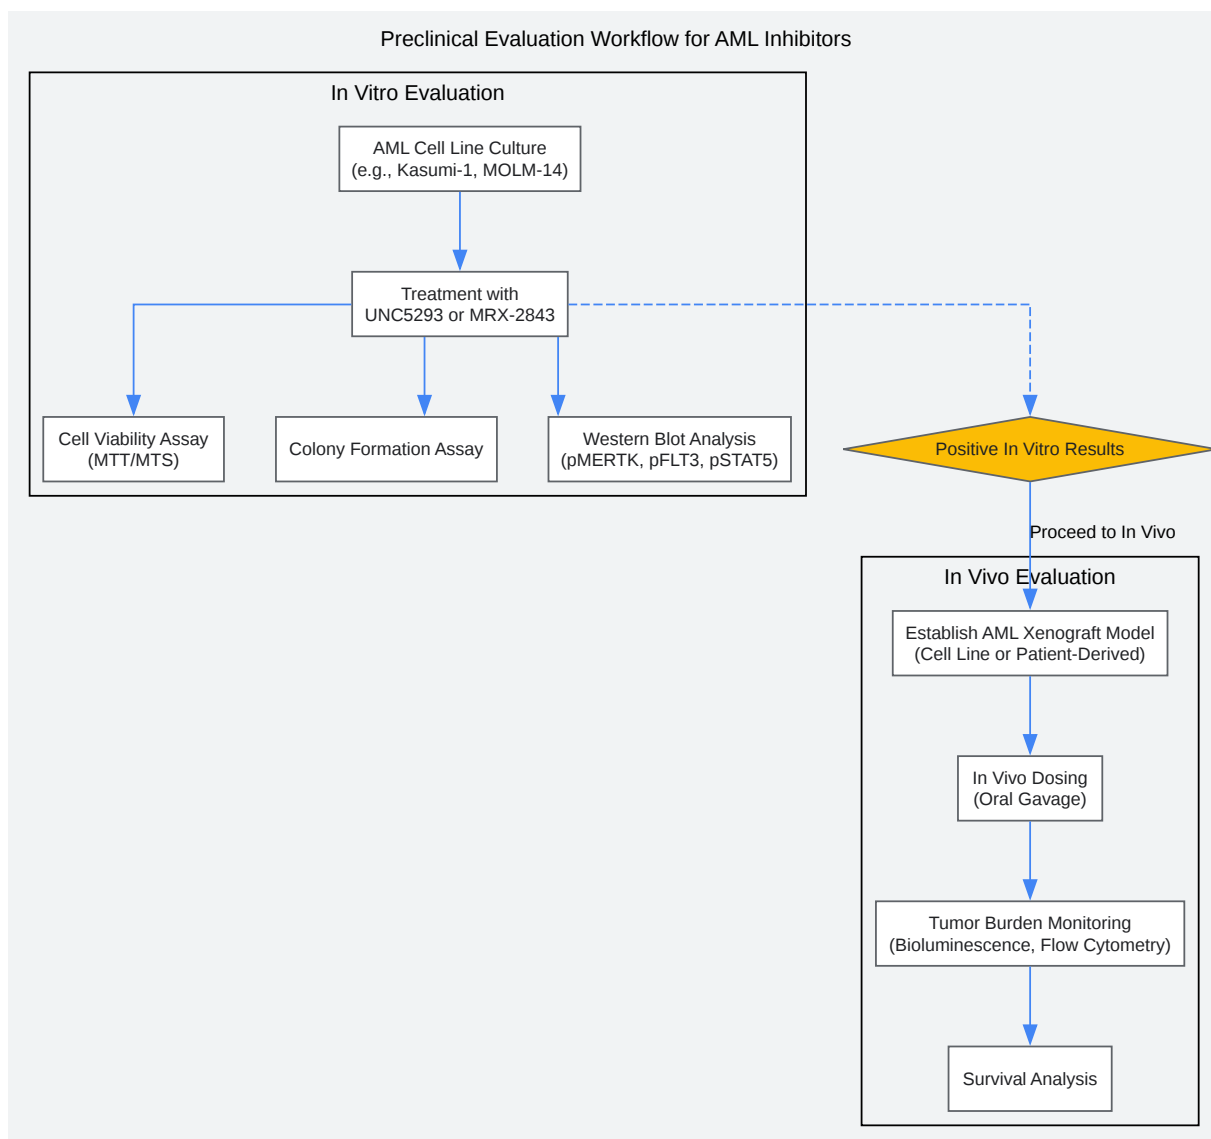 Preclinical Evaluation Workflow for AML Inhibitors
In Vitro Evaluation
AML Cell Line Culture
(e.g., Kasumi-1, MOLM-14)
Treatment with
UNC5293 or MRX-2843
Cell Viability Assay
(MTT/MTS)
Colony Formation Assay
Western Blot Analysis
(pMERTK, pFLT3, pSTAT5)
Positive In Vitro Results
Proceed to In Vivo
In Vivo Evaluation
Establish AML Xenograft Model
(Cell Line or Patient-Derived)
In Vivo Dosing
(Oral Gavage)
Tumor Burden Monitoring
(Bioluminescence, Flow Cytometry)
Survival Analysis